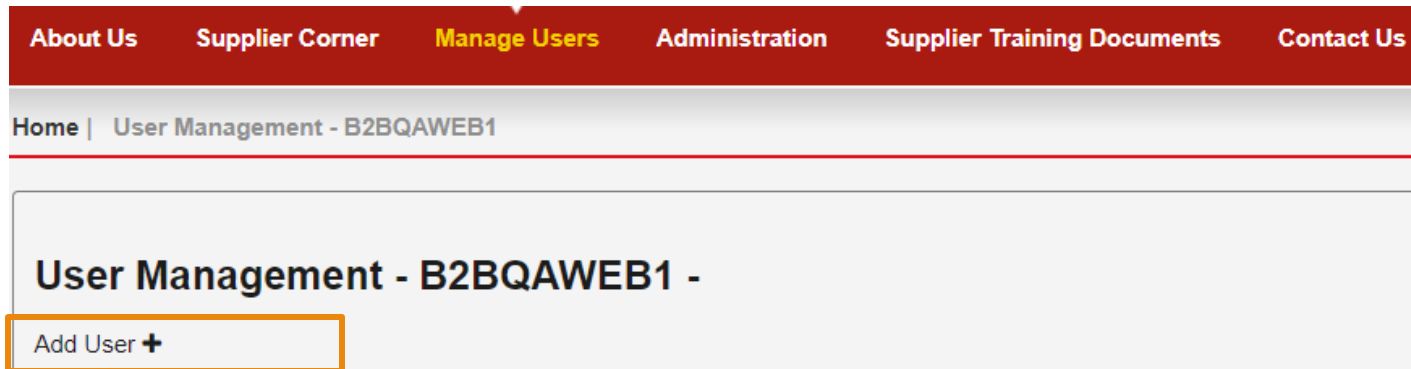 About Us Supplier Corner Manage Users Administration Supplier Training Documents Contact Us
Home | User Management - B2BQAWEB1
User Management - B2BQAWEB1 -
Add User +